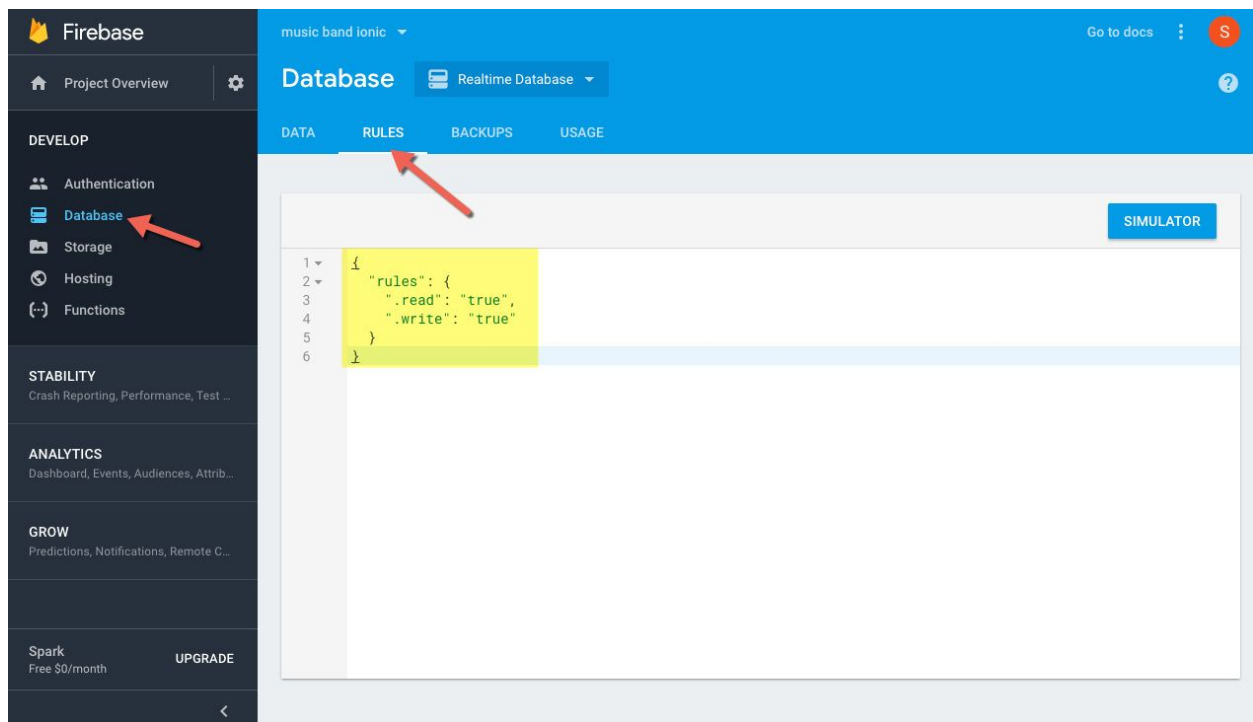 Firebase
music band ionic
Go to docs
S
Project Overview
Database
Realtime Database
?
DEVELOP
DATA RULES BACKUPS USAGE
Authentication
Database
Storage
Hosting
Functions
SIMULATOR
1 {
2 "rules": {
3 ".read": "true",
4 ".write": "true"
5 }
6 }
STABILITY
Crash Reporting, Performance, Test ...
ANALYTICS
Dashboard, Events, Audiences, Attrib...
GROW
Predictions, Notifications, Remote C...
Spark
Free $0/month
UPGRADE